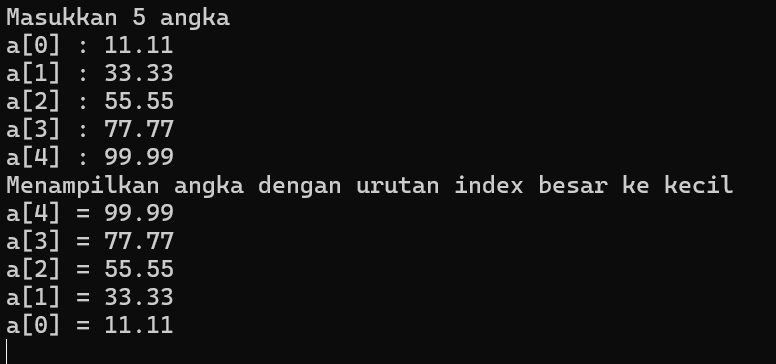 Masukkan 5 angka
a[0] : 11.11
a[1] : 33.33
a[2] : 55.55
a[3] : 77.77
a[4] : 99.99
Menampilkan angka dengan urutan index besar ke kecil
a[4] = 99.99
a[3] = 77.77
a[2] = 55.55
a[1] = 33.33
a[0] = 11.11